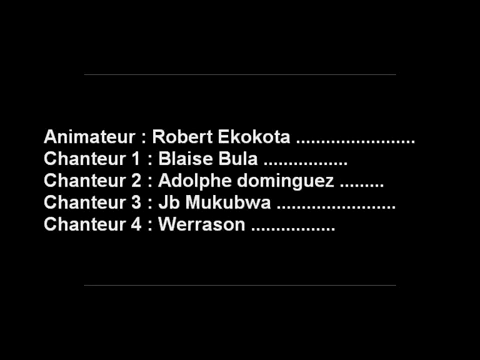 Animateur : Robert Ekokota ........................
Chanteur 1 : Blaise Bula .................
Chanteur 2 : Adolphe dominguez .........
Chanteur 3 : Jb Mukubwa ........................
Chanteur 4 : Werrason .................